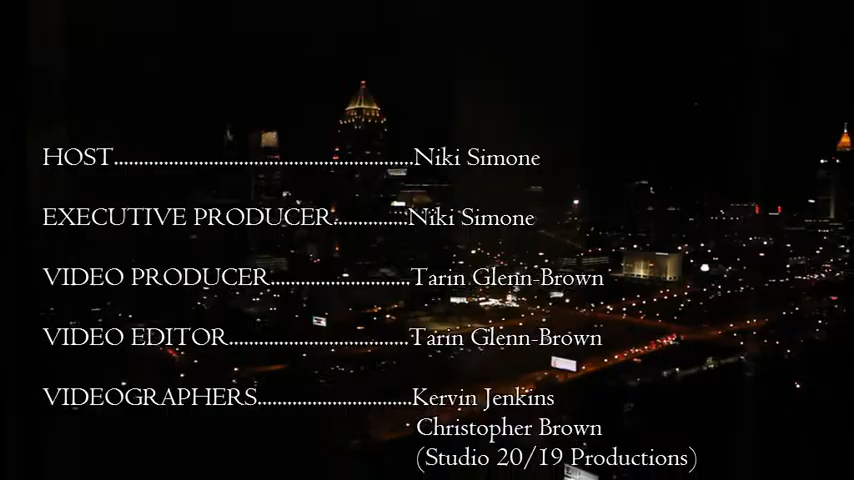 HOST............................................................Niki Simone
EXECUTIVE PRODUCER...............Niki Simone
VIDEO PRODUCER............................Tarin Glenn-Brown
VIDEO EDITOR....................................Tarin Glenn-Brown
VIDEOGRAPHERS...............................Kervin Jenkins
Christopher Brown
(Studio 20/19 Productions)